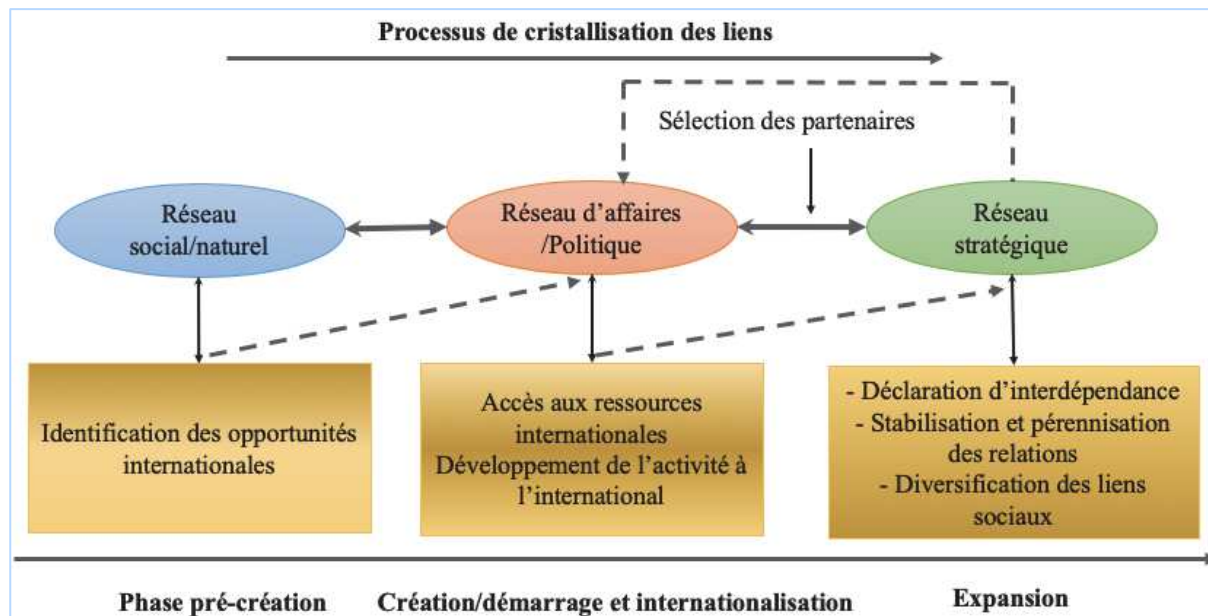 Processus de cristallisation des liens
Sélection des partenaires
Réseau
social/naturel
Réseau d’affaires
/Politique
Réseau
stratégique
Identification des opportunités
internationales
Accès aux ressources
internationales
Développement de l’activité à
l’international
- Déclaration d’interdépendance
- Stabilisation et pérennisation
des relations
- Diversification des liens
sociaux
Phase pré-création
Création/démarrage et internationalisation
Expansion